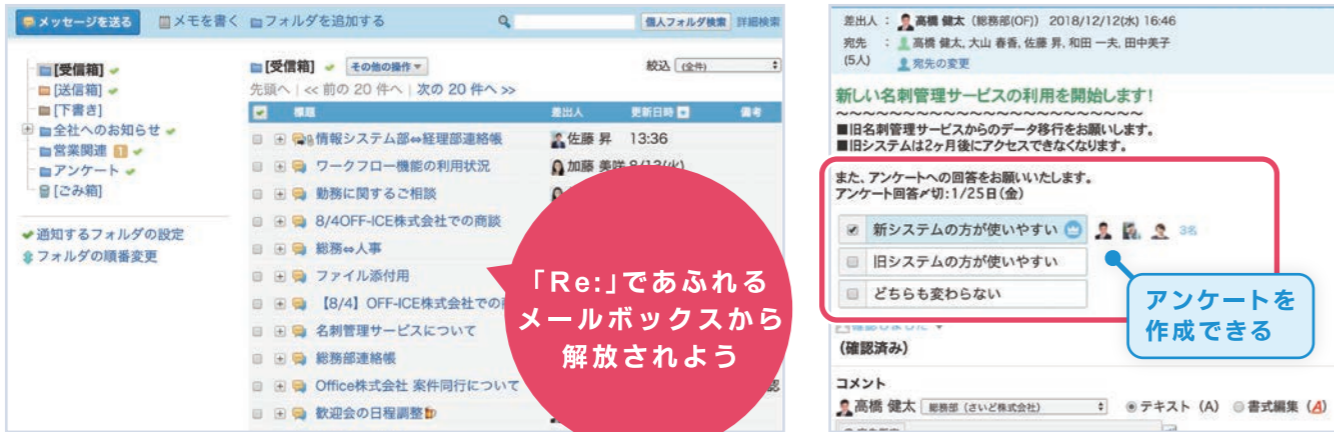 メッセージを送る メモを書く フォルダを追加する 個人フォルダ検索 詳細検索
[受信箱]
[送信箱]
[下書き]
全社へのお知らせ
営業関連 1
アンケート
[ごみ箱]
通知するフォルダの設定
フォルダの順番変更
[受信箱] その他の操作 絞込 (全件)
先頭へ | << 前の 20 件へ | 次の 20 件へ >>
標題 差出人 更新日時 備考
情報システム部⇔経理部連絡帳 佐藤 昇 13:36
ワークフロー機能の利用状況 加藤 美咲
勤務に関するご相談
8/4OFF-ICE株式会社での商談
総務⇔人事
ファイル添付用
【8/4】OFF-ICE株式会社での
名刺管理サービスについて
総務部連絡帳
Office株式会社 案件同行について
歓迎会の日程調整
「Re:」であふれる
メールボックスから
解放されよう
差出人 : 高橋 健太 (総務部(OF)) 2018/12/12(水) 16:46
宛先 : 高橋 健太, 大山 春香, 佐藤 昇, 和田 一夫, 田中美子
(5人) 宛先の変更
新しい名刺管理サービスの利用を開始します!
~~~~~~~~~~~~~~~~~~~~~~~
■旧名刺管理サービスからのデータ移行をお願いします。
■旧システムは2ヶ月後にアクセスできなくなります。
また、アンケートへの回答をお願いいたします。
アンケート回答〆切:1/25日(金)
新システムの方が使いやすい 3名
旧システムの方が使いやすい
どちらも変わらない
アンケートを
作成できる
確認しました
(確認済み)
コメント
高橋 健太 総務部 (さいど株式会社) テキスト (A) 書式編集 (A)